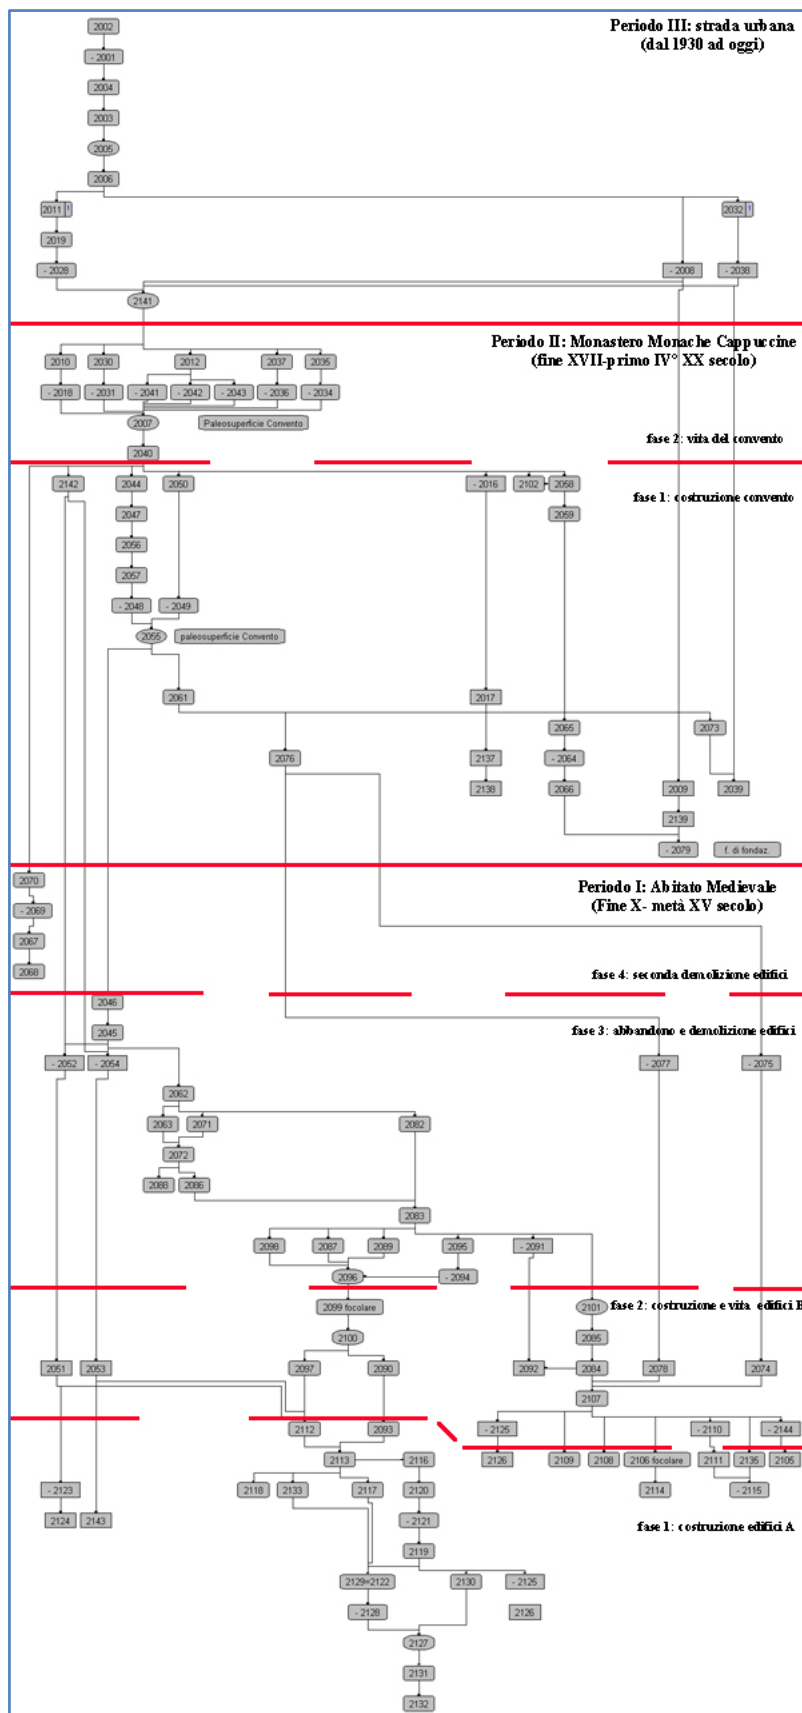 2002
Periodo III: strada urbana
(dal 1930 ad oggi)
- 2001
2004
2003
2005
2006
2011 2032
2019
- 2028 - 2008 - 2038
2141
Periodo II: Monastero Monache Cappuccine
(fine XVII-primo IV° XX secolo)
2010 2030 2012 2037 2035
- 2018 - 2031 - 2041 - 2042 - 2043 - 2036 - 2034
2007 Paleosuperficie Convento
fase 2: vita del convento
2040
2142 2044 2050 - 2016 2102 2058
fase 1: costruzione convento
2047 2059
2056
2057
- 2048 - 2049
2055 paleosuperficie Convento
2061 2017
2065 2073
2076 2137 - 2064
2138 2066 2009 2039
2139
- 2079 f. di fondaz.
Periodo I: Abitato Medievale
(Fine X- metà XV secolo)
2070
- 2069
2067
2068
fase 4: seconda demolizione edifici
2046
2045
fase 3: abbandono e demolizione edifici
- 2052 - 2054 - 2077 - 2075
2062
2063 2071 2082
2072
2088 2086
2083
2098 2087 2089 2095 - 2091
2096 - 2094
2099 focolare 2101
fase 2: costruzione e vita edifici B
2100 2085
2051 2053 2097 2090 2092 2084 2078 2074
2107
2112 2093 - 2125 - 2110 - 2144
2113 2116 2126 2109 2108 2106 focolare 2111 2135 2105
2118 2133 2117 2120 2114 - 2115
- 2123
2124 2143 - 2121
fase 1: costruzione edifici A
2119
2129=2122 2130 - 2125
- 2128 2126
2127
2131
2132